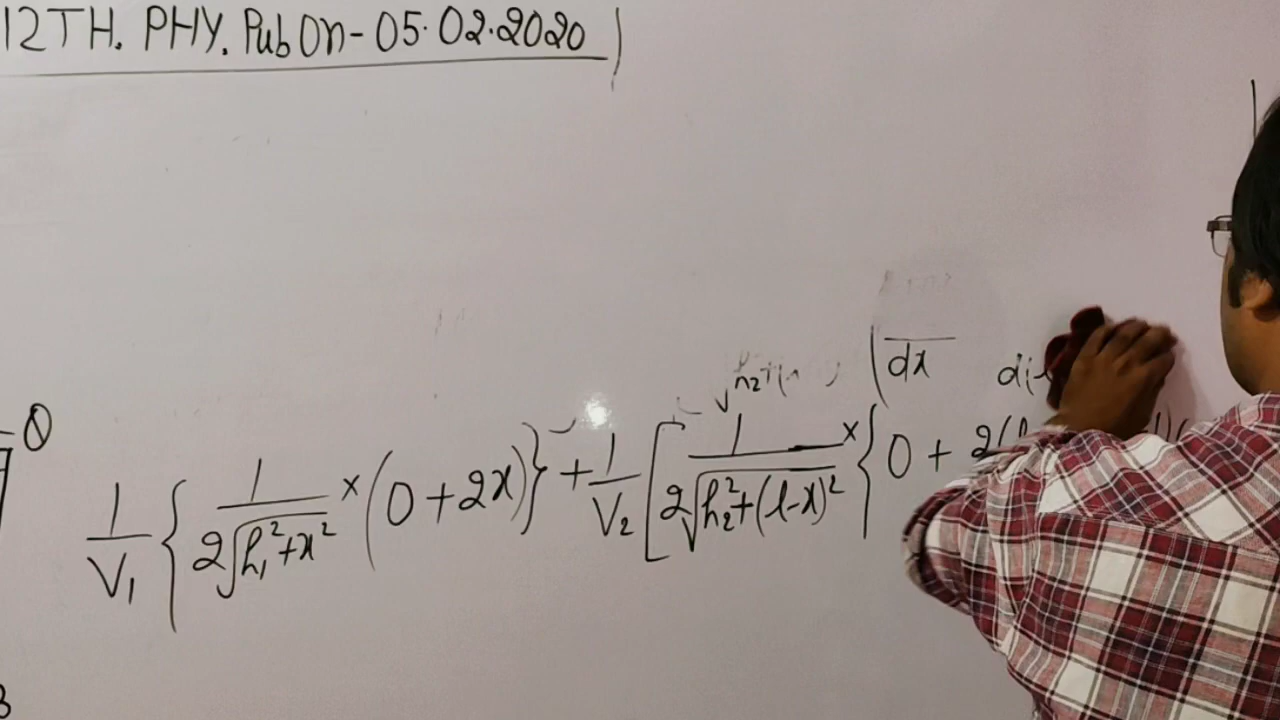 12TH. PHY. Pub On - 05.02.2020
dx
Q
1/V₁ { 1/(2√(h₁²+x²)) × (0+2x) } + 1/V₂ [ 1/(2√(h₂²+(l-x)²)) × { 0 + 2(